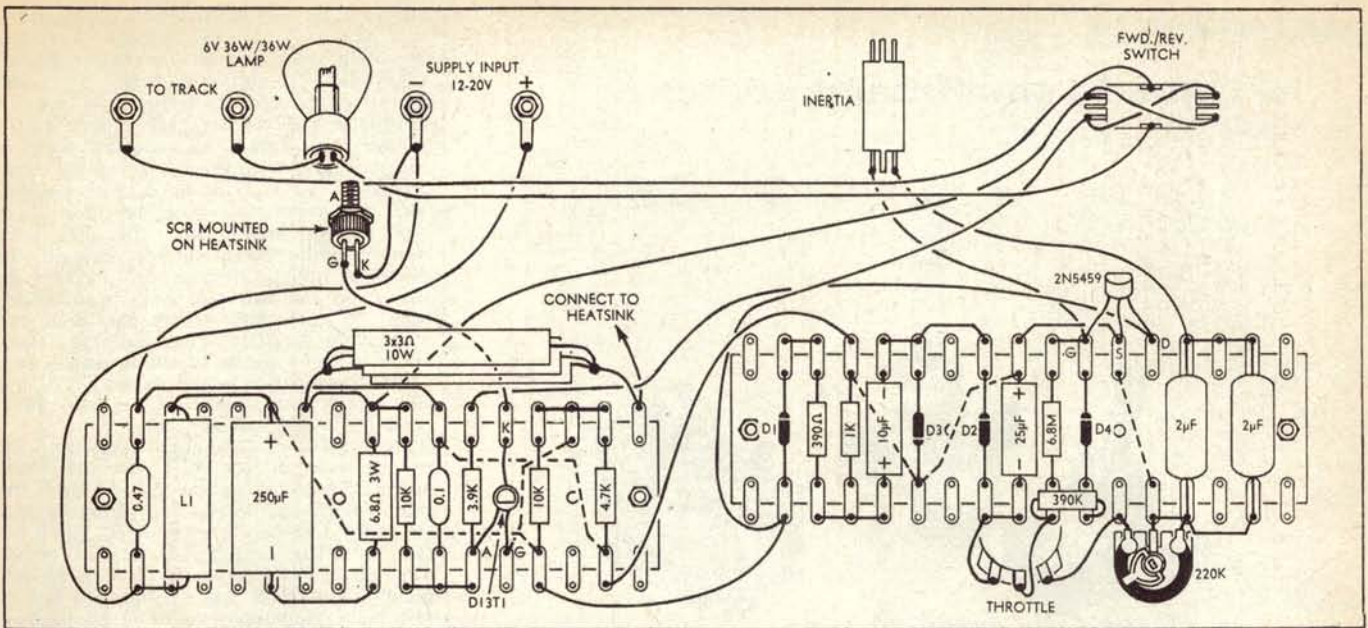 6V 36W/36W
LAMP
FWD./REV.
SWITCH
TO TRACK
SUPPLY INPUT
12-20V
−
+
INERTIA
A
SCR MOUNTED
ON HEATSINK
G
K
2N5459
CONNECT TO
HEATSINK
3x3Ω
10W
G
S
D
K
0.47
L1
+
250µF
−
6.8Ω 3W
10K
0.1
3.9K
10K
4.7K
A
G
D13T1
D1
390Ω
1K
−
10µF
+
D3
D2
+
25µF
−
6.8M
D4
2µF
2µF
390K
THROTTLE
220K